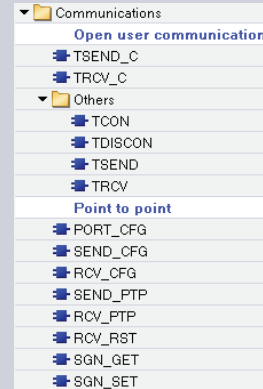 Communications
Open user communication
TSEND_C
TRCV_C
Others
TCON
TDISCON
TSEND
TRCV
Point to point
PORT_CFG
SEND_CFG
RCV_CFG
SEND_PTP
RCV_PTP
RCV_RST
SGN_GET
SGN_SET